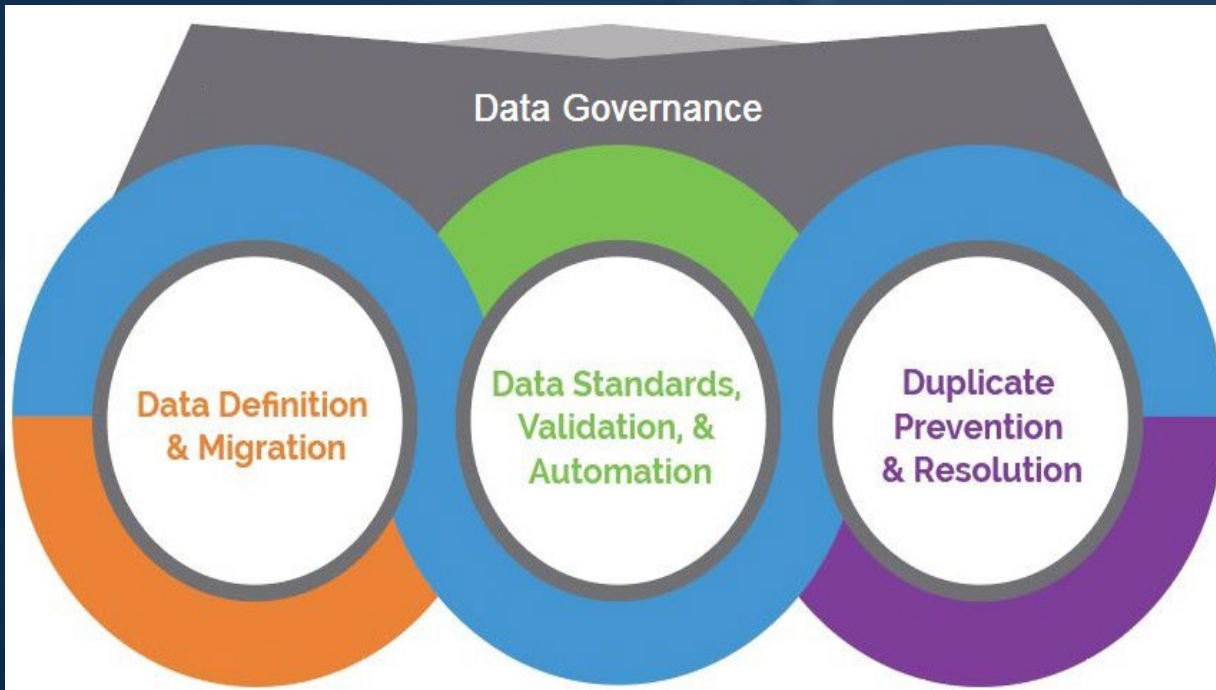 Data Governance
Data Definition
& Migration
Data Standards,
Validation, &
Automation
Duplicate
Prevention
& Resolution